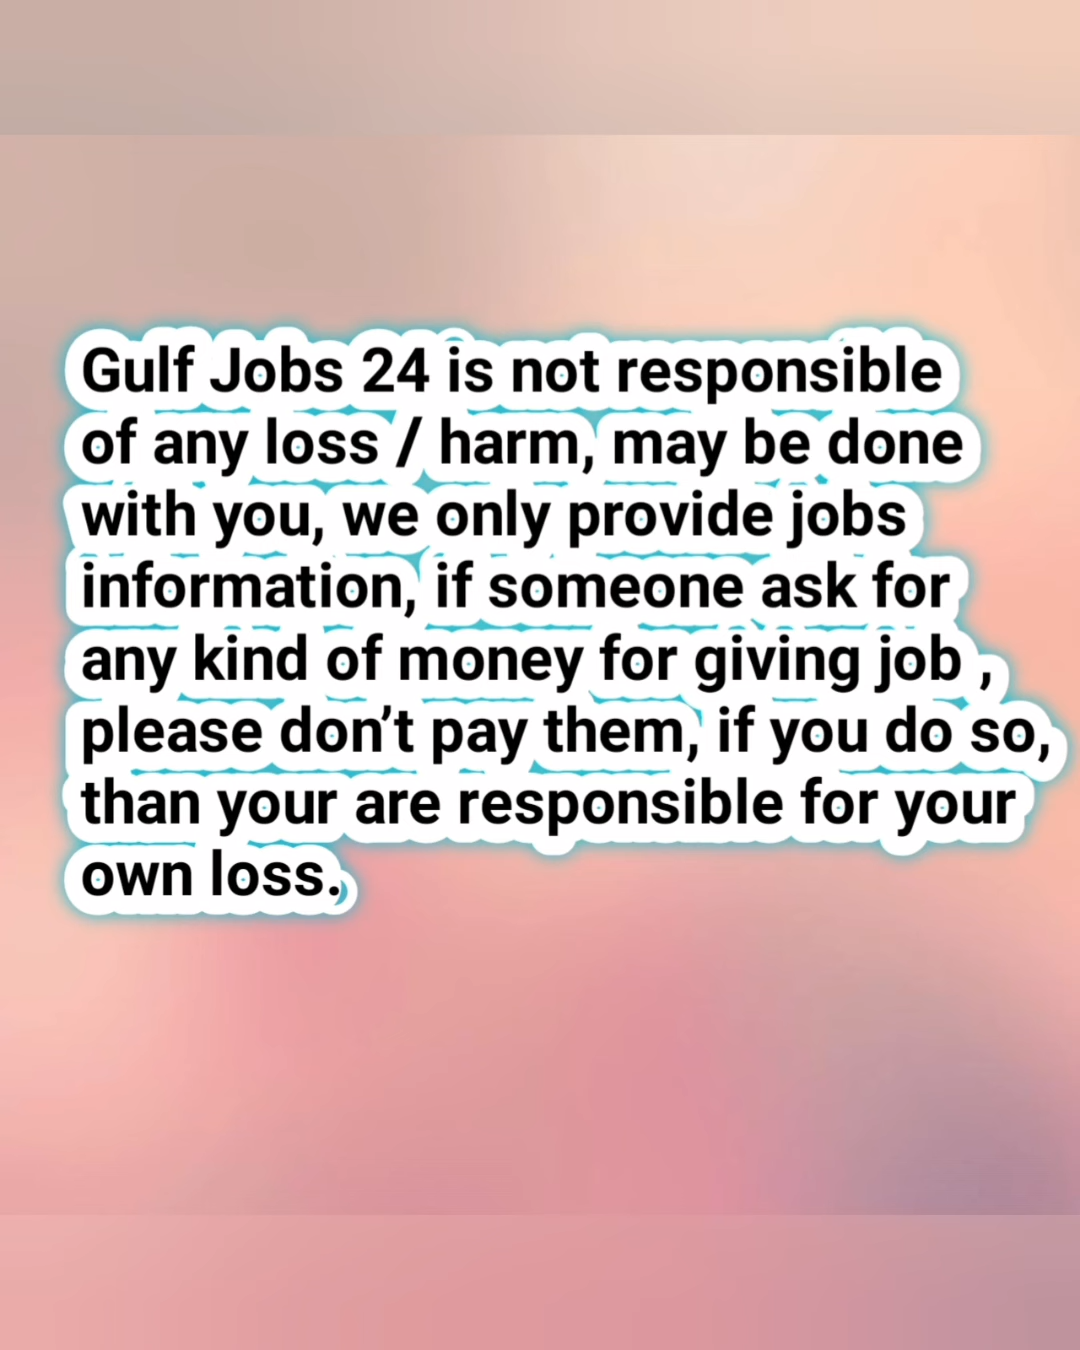 Gulf Jobs 24 is not responsible
of any loss / harm, may be done
with you, we only provide jobs
information, if someone ask for
any kind of money for giving job ,
please don’t pay them, if you do so,
than your are responsible for your
own loss.